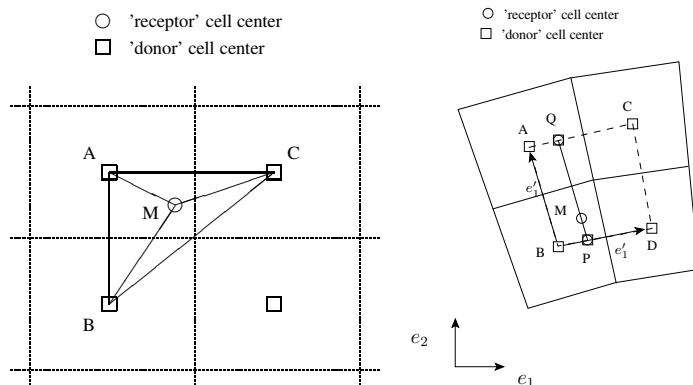 'receptor' cell center
'donor' cell center
A
C
M
B
'receptor' cell center
'donor' cell center
A
Q
C
e′1
M
B
P
e′1
D
e2
e1